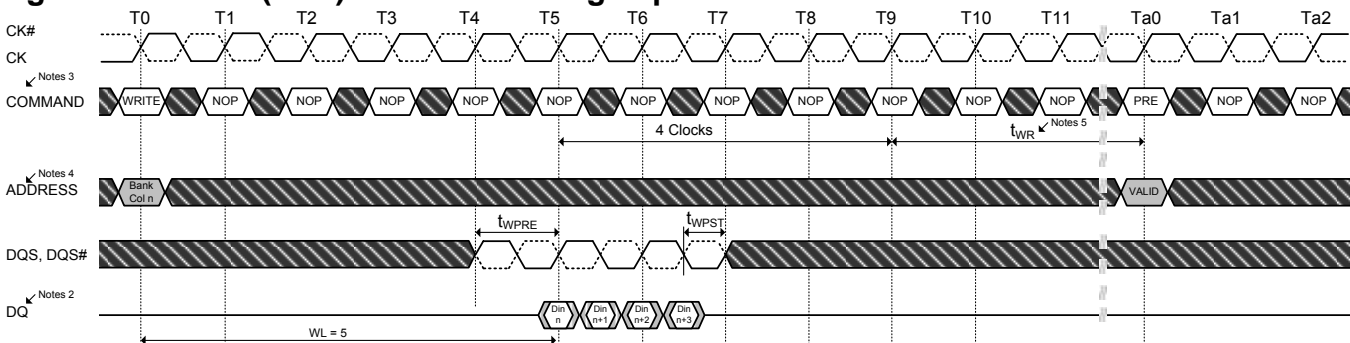 T0 T1 T2 T3 T4 T5 T6 T7 T8 T9 T10 T11 Ta0 Ta1 Ta2
CK#
CK
Notes 3
COMMAND WRITE NOP NOP NOP NOP NOP NOP NOP NOP NOP NOP NOP PRE NOP NOP
4 Clocks tWR Notes 5
Notes 4
ADDRESS Bank Col n VALID
tWPRE tWPST
DQS, DQS#
Notes 2
DQ Din n Din n+1 Din n+2 Din n+3
WL = 5